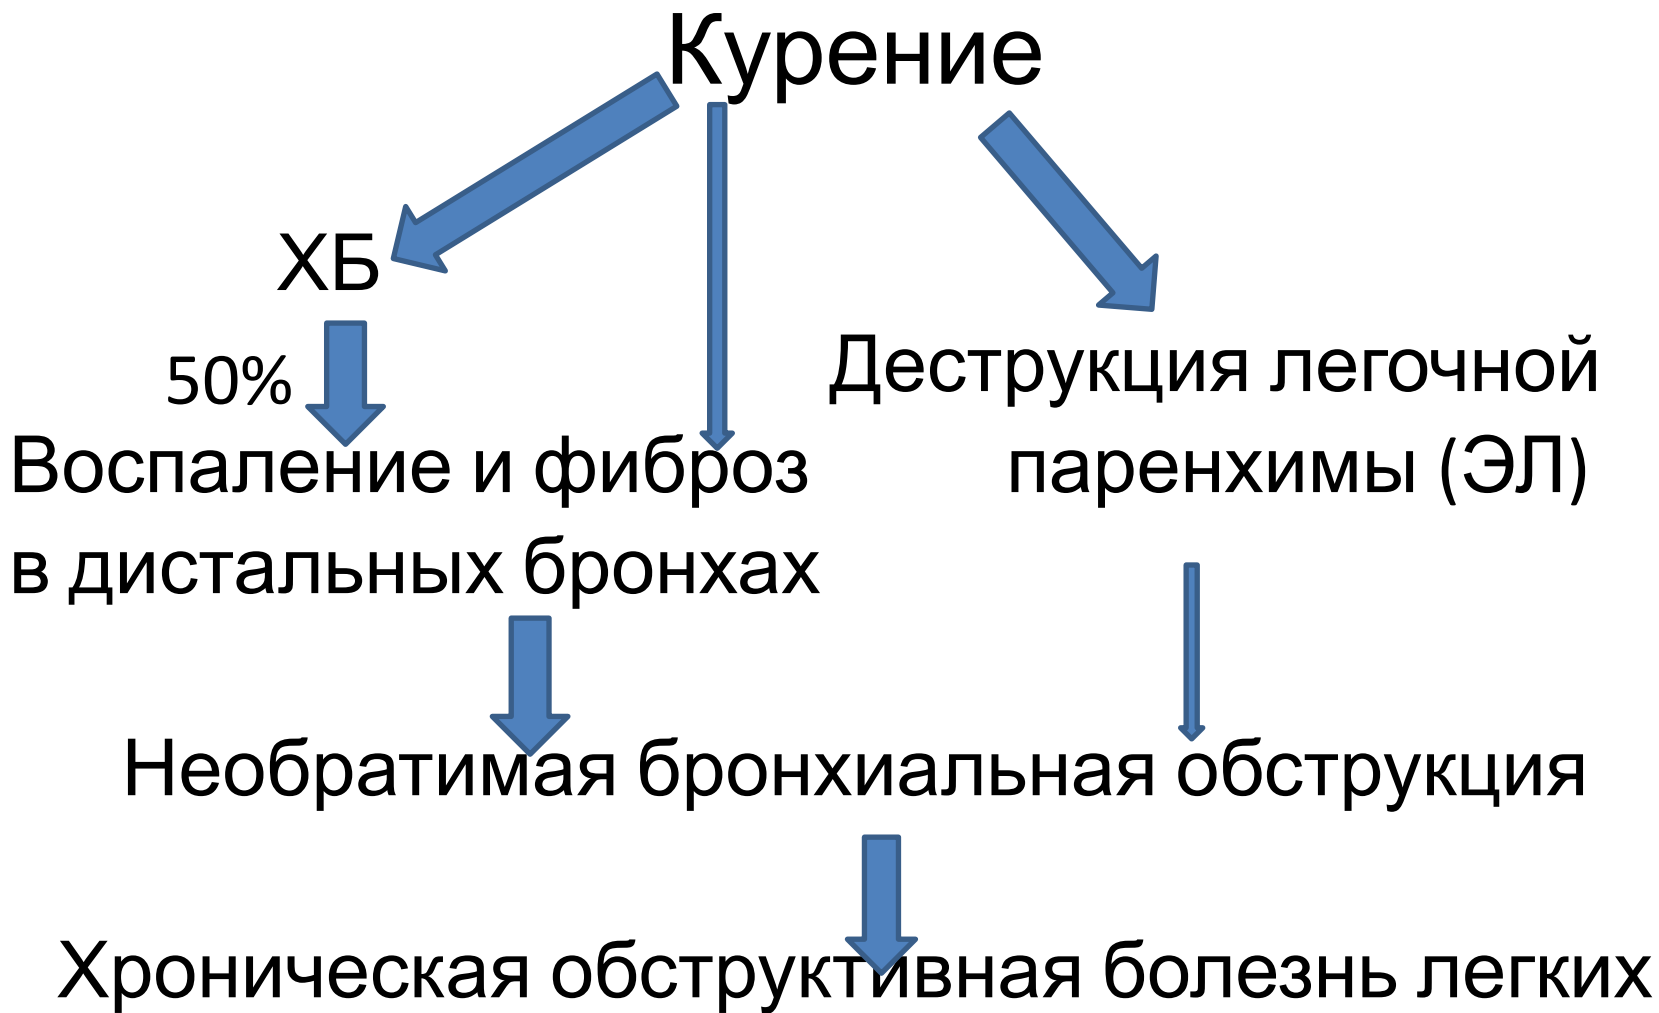 Курение
ХБ
50%
Деструкция легочной
паренхимы (ЭЛ)
Воспаление и фиброз
в дистальных бронхах
Необратимая бронхиальная обструкция
Хроническая обструктивная болезнь легких